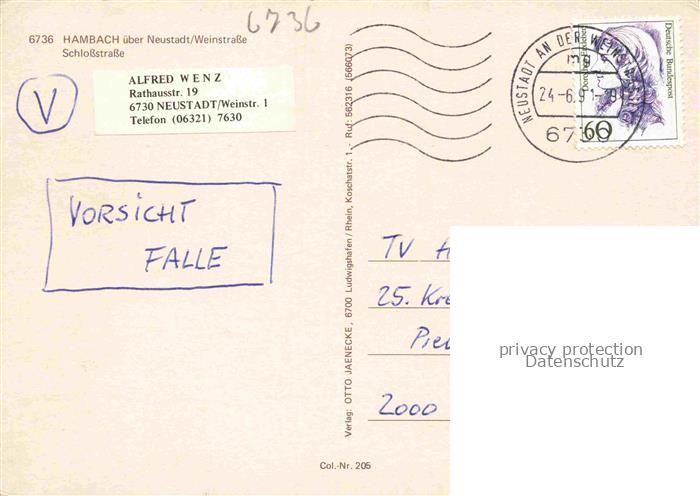 6736
6736 HAMBACH über Neustadt/Weinstraße
Schloßstraße
V
ALFRED WENZ
Rathausstr. 19
6730 NEUSTADT/Weinstr. 1
Telefon (06321) 7630
VORSICHT
FALLE
Verlag: OTTO JAENECKE, 6700 Ludwigshafen/Rhein, Koschatstr. 1 - Ruf: 562316 (566073)
NEUSTADT AN DER WEINSTR
mg
24-6.91-19
Deutsche Bundespost
60
TV
25.
2000
privacy protection
Datenschutz
Col.-Nr. 205